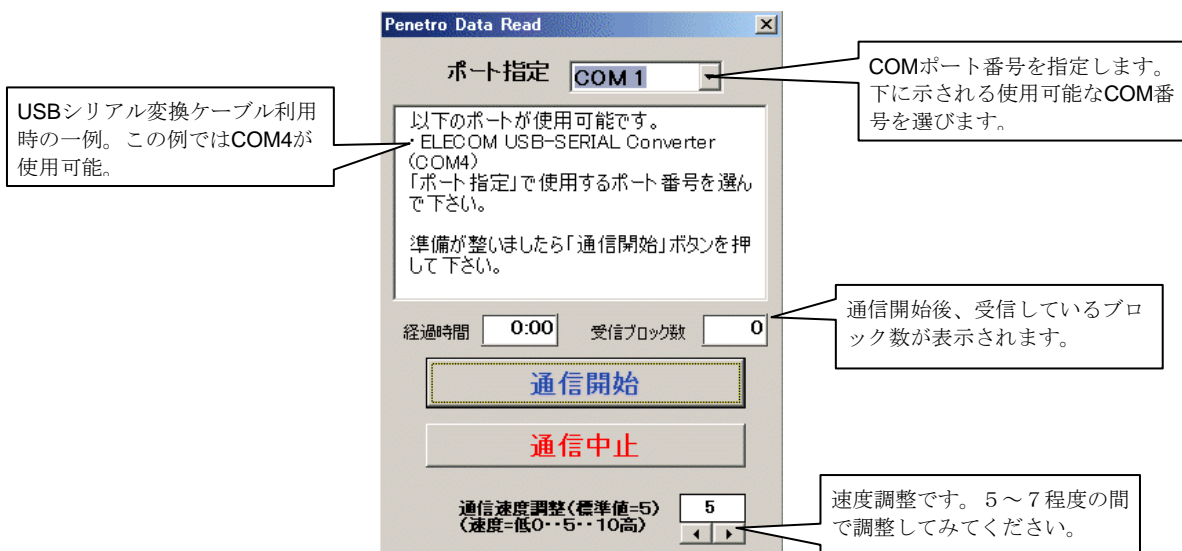 Penetro Data Read
ポート指定
COM 1
COMポート番号を指定します。
下に示される使用可能なCOM番
号を選びます。
USBシリアル変換ケーブル利用
時の一例。この例ではCOM4が
使用可能。
以下のポートが使用可能です。
・ELECOM USB-SERIAL Converter
(COM4)
「ポート指定」で使用するポート番号を選ん
で下さい。
準備が整いましたら「通信開始」ボタンを押
して下さい。
経過時間 0:00 受信ブロック数 0
通信開始後、受信しているブロ
ック数が表示されます。
通信開始
通信中止
通信速度調整(標準値=5) 5
(速度=低0・・5・・10高)
速度調整です。5～7程度の間
で調整してみてください。